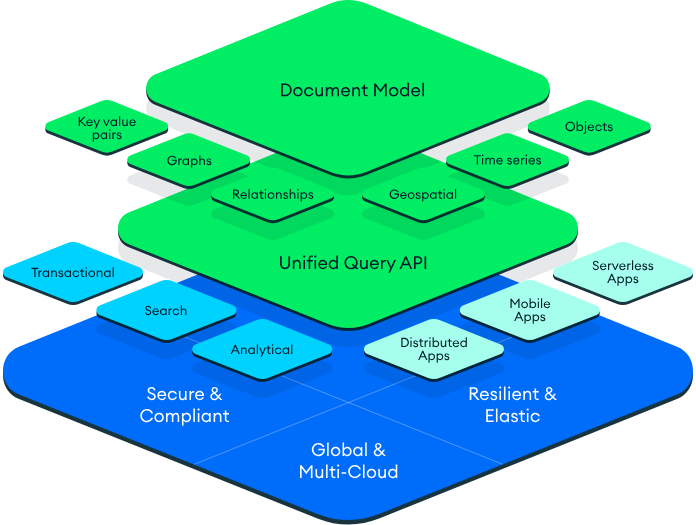 Document Model
Key value
pairs
Objects
Graphs
Time series
Relationships
Geospatial
Unified Query API
Transactional
Serverless
Apps
Search
Mobile
Apps
Analytical
Distributed
Apps
Secure &
Compliant
Resilient &
Elastic
Global &
Multi-Cloud